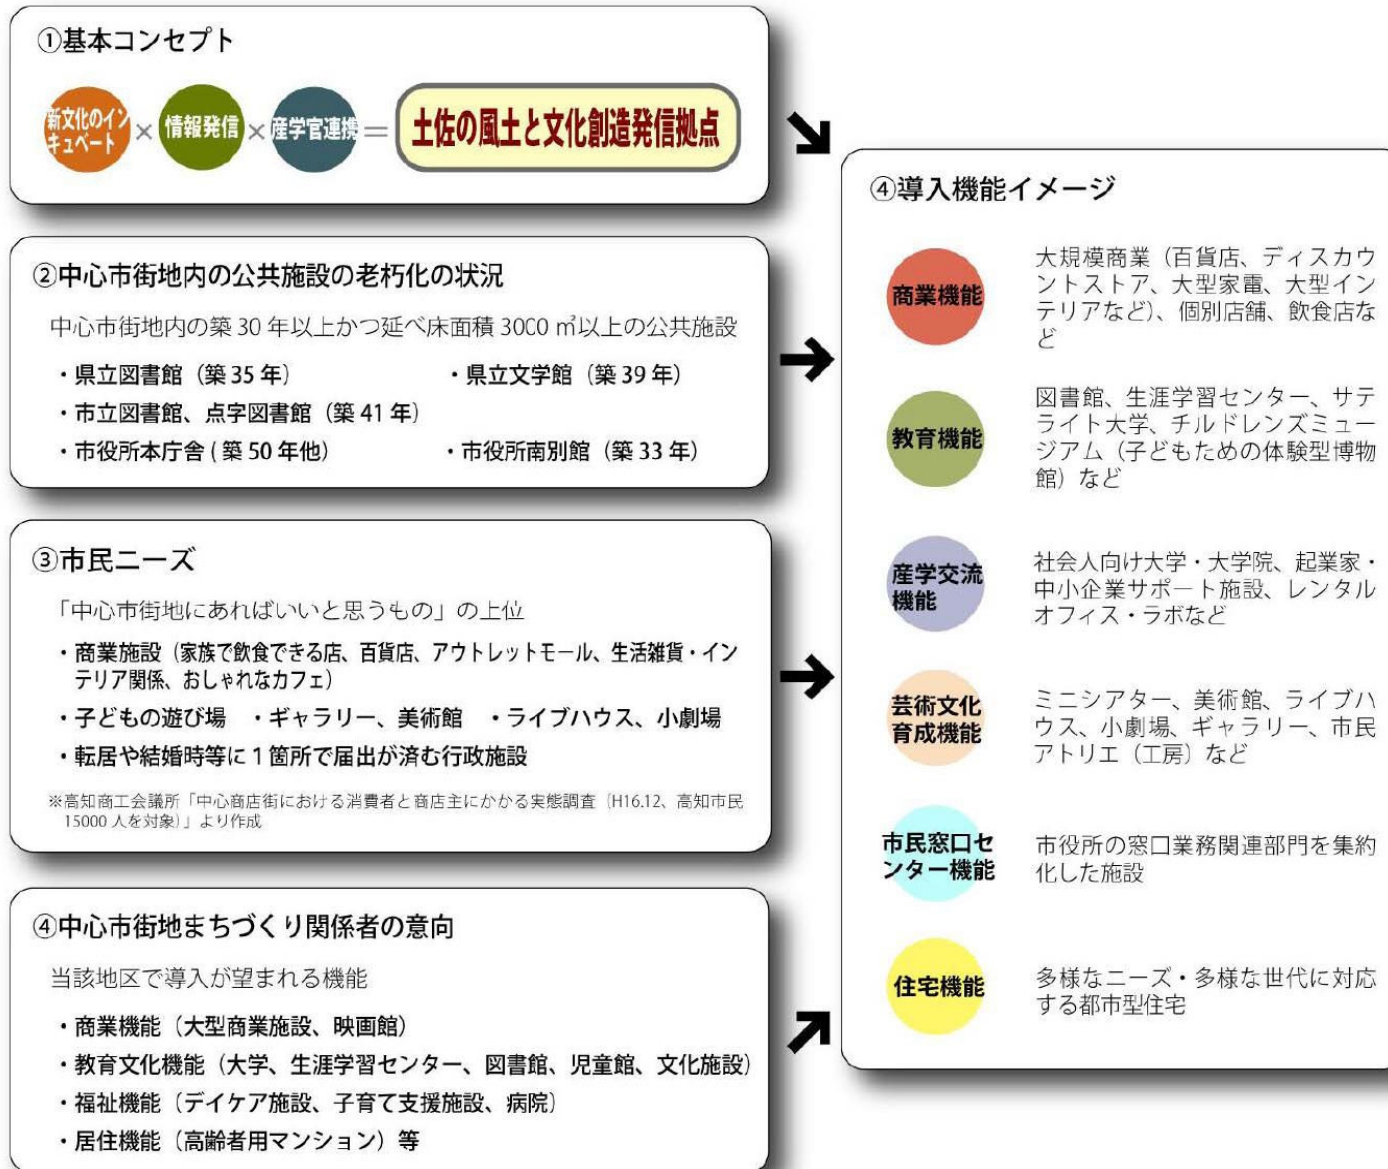 ①基本コンセプト
新文化のイン
キュベート
×
情報発信
×
産学官連携
=
土佐の風土と文化創造発信拠点
②中心市街地内の公共施設の老朽化の状況
中心市街地内の築 30 年以上かつ延べ床面積 3000 ㎡以上の公共施設
・県立図書館（築 35 年）
・県立文学館（築 39 年）
・市立図書館、点字図書館（築 41 年）
・市役所本庁舎 ( 築 50 年他）
・市役所南別館（築 33 年）
③市民ニーズ
「中心市街地にあればいいと思うもの」の上位
・商業施設（家族で飲食できる店、百貨店、アウトレットモール、生活雑貨・イン
テリア関係、おしゃれなカフェ）
・子どもの遊び場　・ギャラリー、美術館　・ライブハウス、小劇場
・転居や結婚時等に 1 箇所で届出が済む行政施設
※高知商工会議所「中心商店街における消費者と商店主にかかる実態調査（H16.12、高知市民
15000 人を対象）」より作成
④中心市街地まちづくり関係者の意向
当該地区で導入が望まれる機能
・商業機能（大型商業施設、映画館）
・教育文化機能（大学、生涯学習センター、図書館、児童館、文化施設）
・福祉機能（デイケア施設、子育て支援施設、病院）
・居住機能（高齢者用マンション）等
④導入機能イメージ
商業機能
大規模商業（百貨店、ディスカウ
ントストア、大型家電、大型イン
テリアなど）、個別店舗、飲食店な
ど
教育機能
図書館、生涯学習センター、サテ
ライト大学、チルドレンズミュー
ジアム（子どもための体験型博物
館）など
産学交流
機能
社会人向け大学・大学院、起業家・
中小企業サポート施設、レンタル
オフィス・ラボなど
芸術文化
育成機能
ミニシアター、美術館、ライブハ
ウス、小劇場、ギャラリー、市民
アトリエ（工房）など
市民窓口セ
ンター機能
市役所の窓口業務関連部門を集約
化した施設
住宅機能
多様なニーズ・多様な世代に対応
する都市型住宅